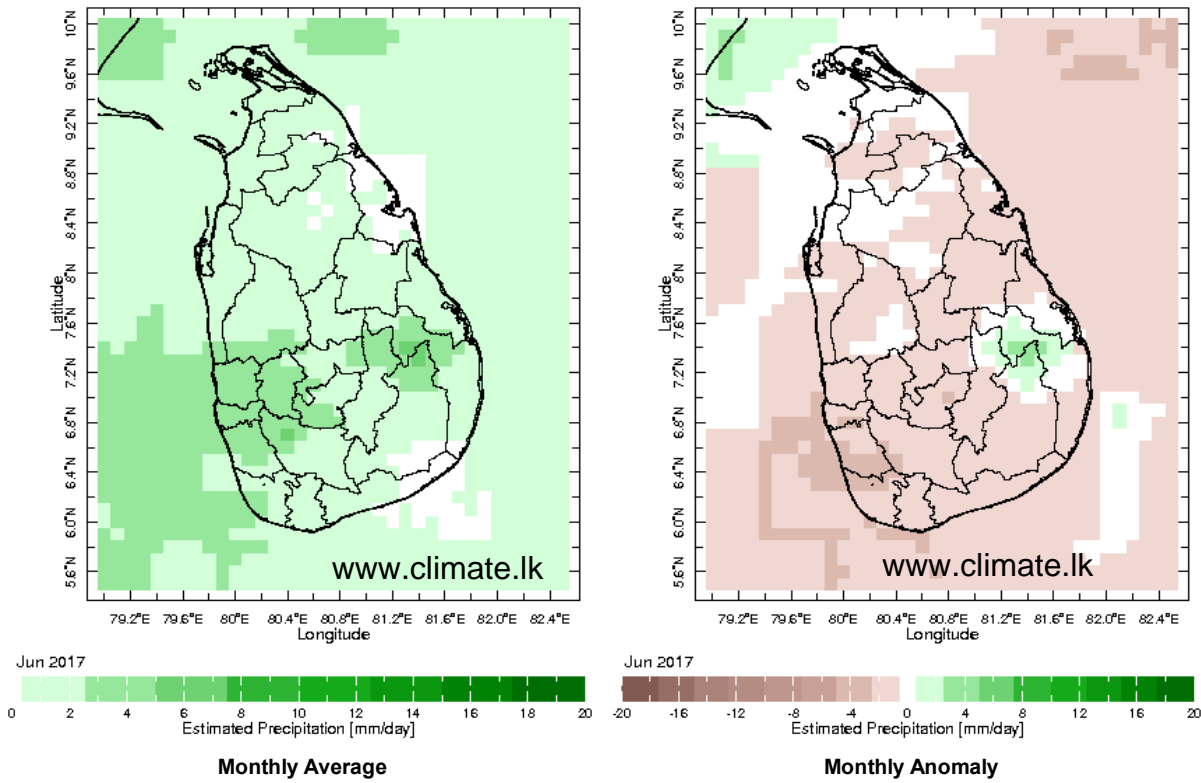 10°N
9.6°N
9.2°N
8.8°N
8.4°N
8°N
7.6°N
7.2°N
6.8°N
6.4°N
6.0°N
5.6°N
Latitude
www.climate.lk
79.2°E 79.6°E 80°E 80.4°E 80.8°E 81.2°E 81.6°E 82.0°E 82.4°E
Longitude
Jun 2017
0 2 4 6 8 10 12 14 16 18 20
Estimated Precipitation [mm/day]
Monthly Average
10°N
9.6°N
9.2°N
8.8°N
8.4°N
8°N
7.6°N
7.2°N
6.8°N
6.4°N
6.0°N
5.6°N
Latitude
www.climate.lk
79.2°E 79.6°E 80°E 80.4°E 80.8°E 81.2°E 81.6°E 82.0°E 82.4°E
Longitude
Jun 2017
-20 -16 -12 -8 -4 0 4 8 12 16 20
Estimated Precipitation [mm/day]
Monthly Anomaly